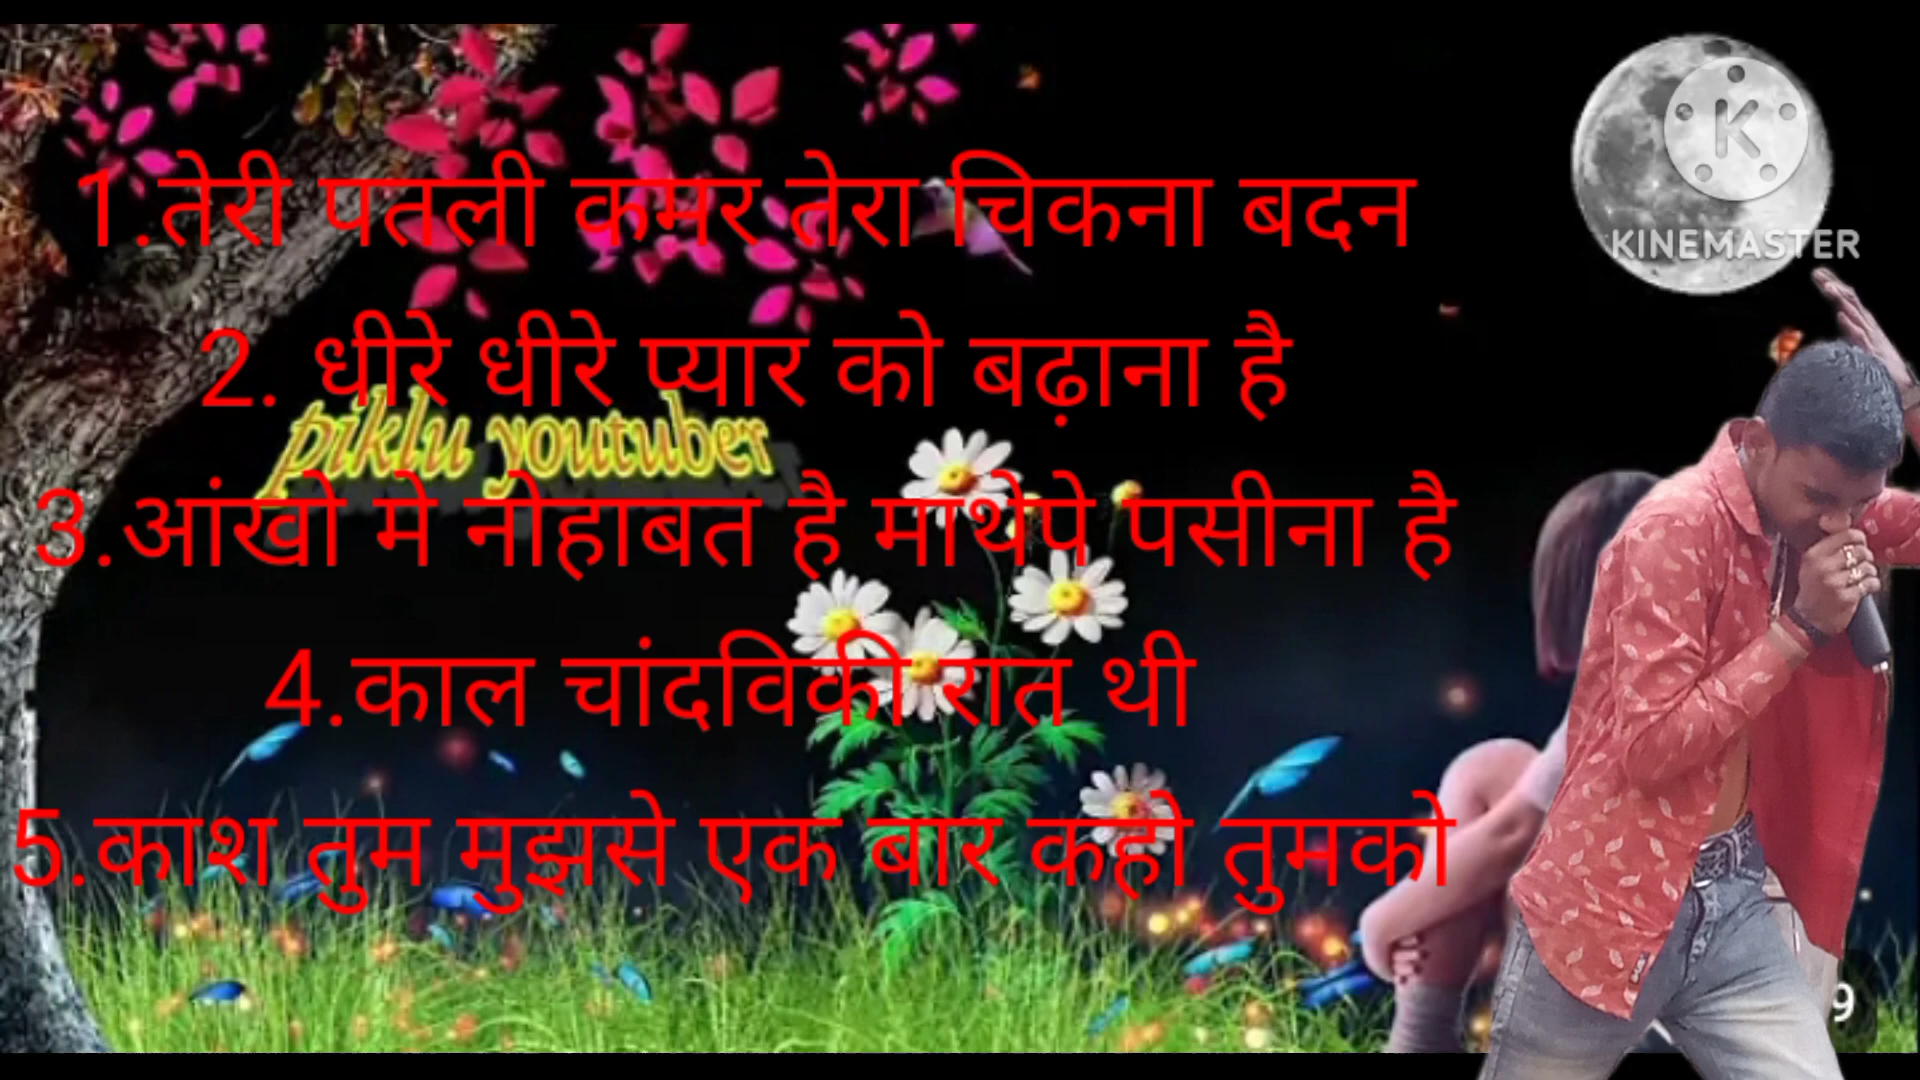 KINEMASTER
1.तेरी पतली कमर तेरा चिकना बदन
2. धीरे धीरे प्यार को बढ़ाना है
piklu youtuber
3.आंखो मे नोहाबत है माथेपे पसीना है
4.काल चांदविकी रात थी
5.काश तुम मुझसे एक बार कहो तुमको
9